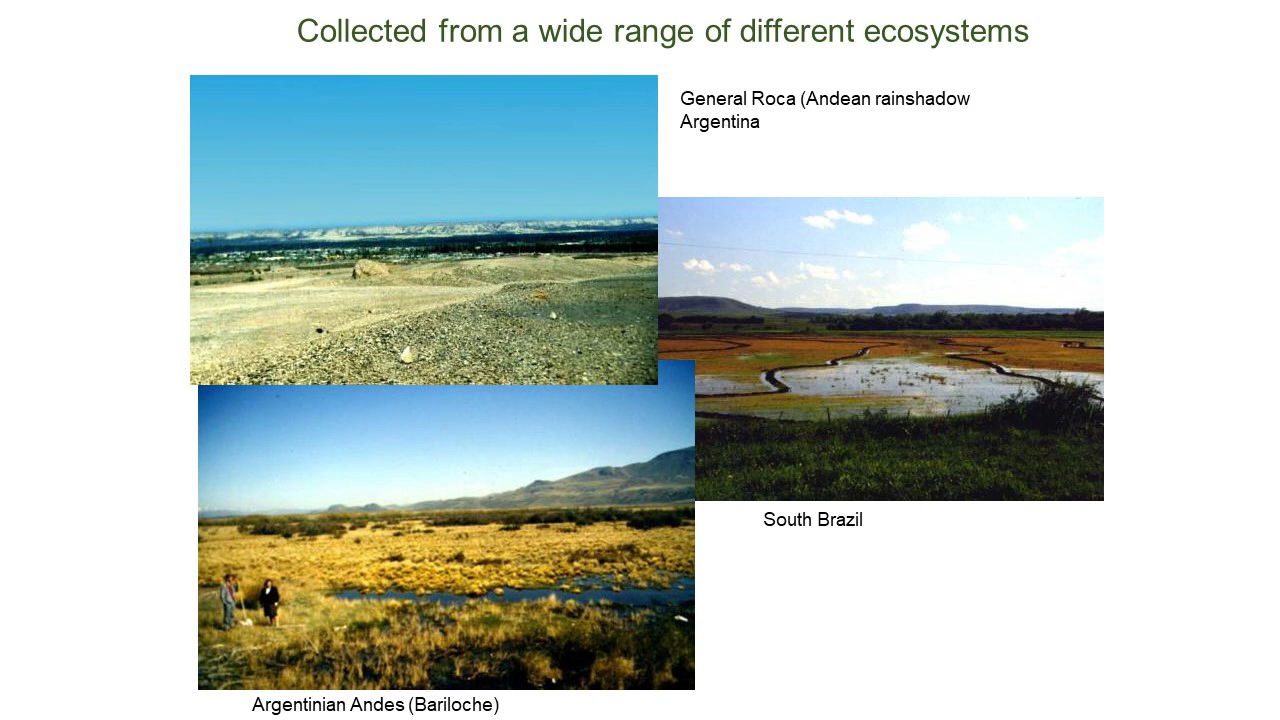 Collected from a wide range of different ecosystems
General Roca (Andean rainshadow
Argentina
South Brazil
Argentinian Andes (Bariloche)